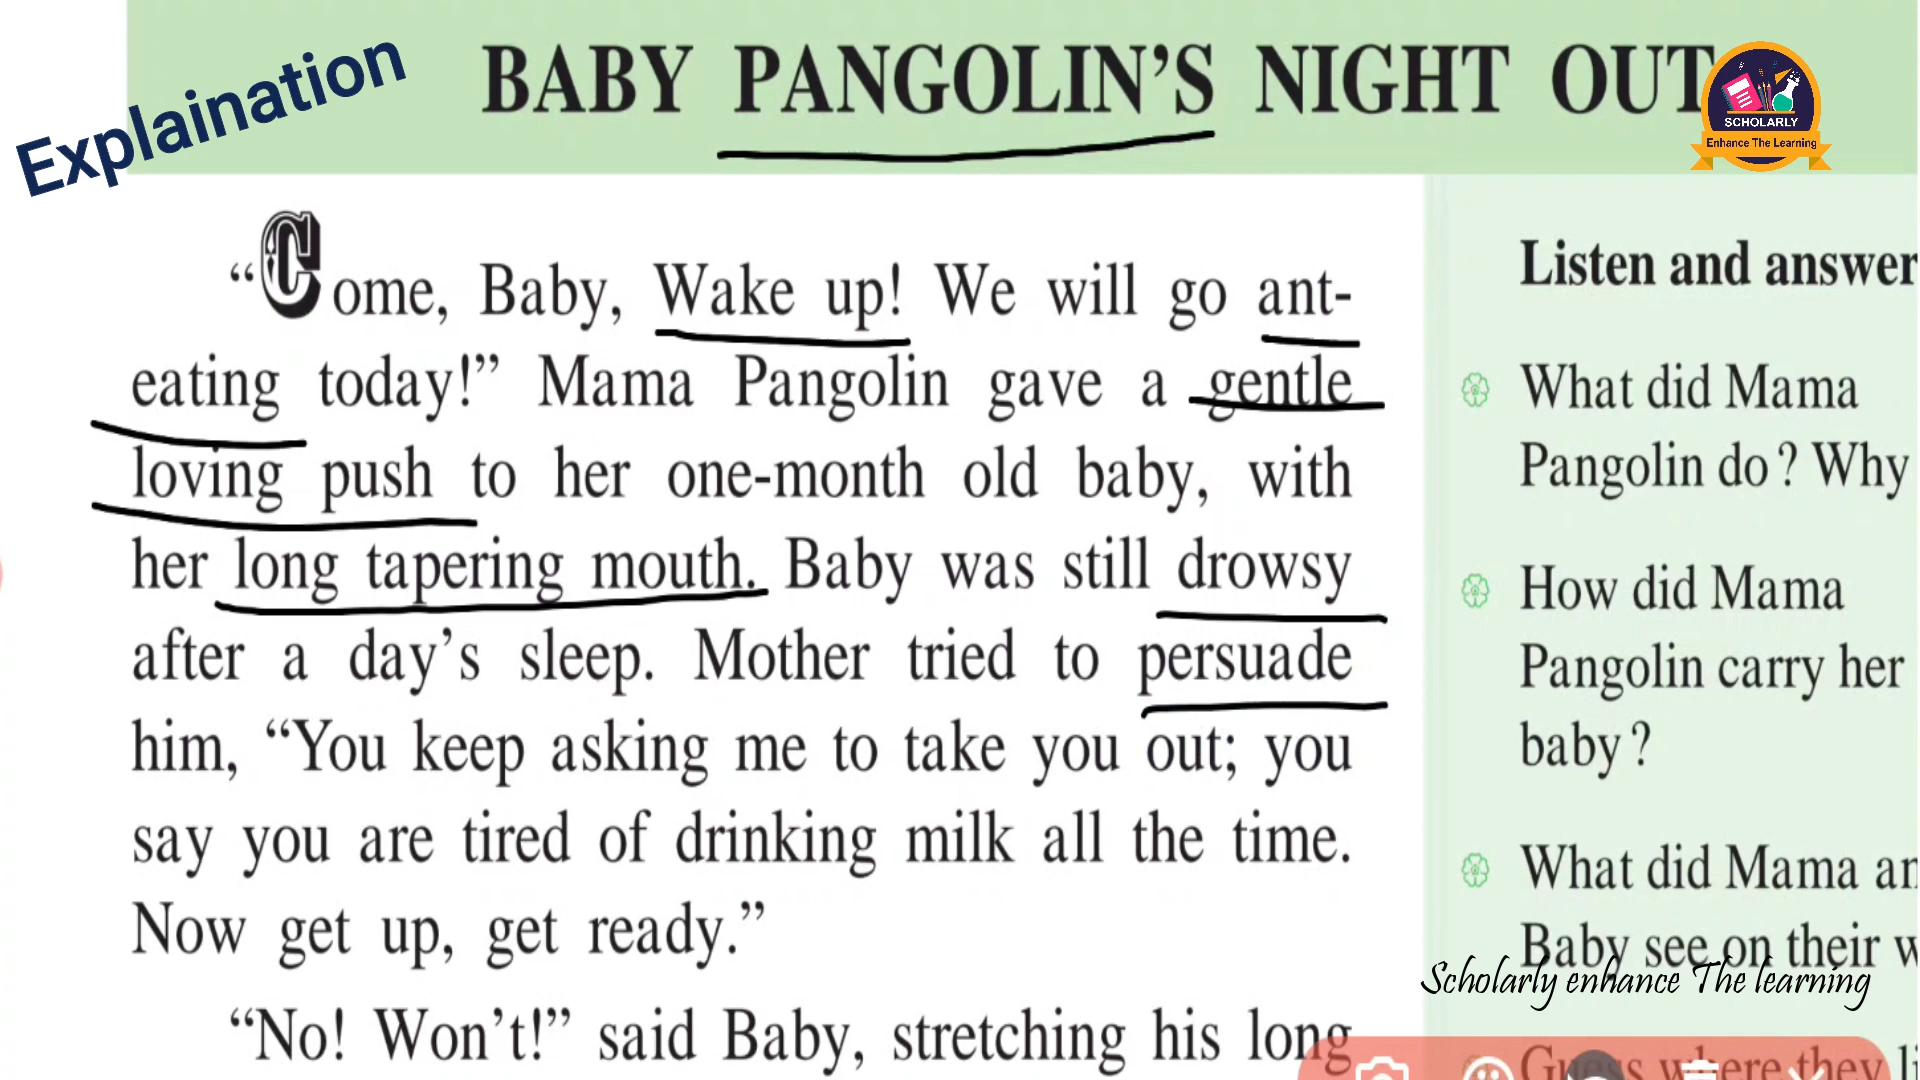 Explaination
BABY PANGOLIN'S NIGHT OUT
SCHOLARLY
Enhance The Learning
“Come, Baby, Wake up! We will go ant-
eating today!” Mama Pangolin gave a gentle
loving push to her one-month old baby, with
her long tapering mouth. Baby was still drowsy
after a day’s sleep. Mother tried to persuade
him, “You keep asking me to take you out; you
say you are tired of drinking milk all the time.
Now get up, get ready.”
“No! Won’t!” said Baby, stretching his long
Listen and answer
What did Mama
Pangolin do? Why
How did Mama
Pangolin carry her
baby?
What did Mama an
Baby see on their w
Scholarly enhance The learning
where they li